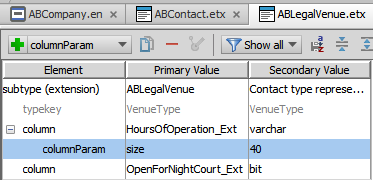 ABCompany.en ABContact.etx ABLegalVenue.etx
columnParam Show all
Element Primary Value Secondary Value
subtype (extension) ABLegalVenue Contact type represe...
typekey VenueType VenueType
column HoursOfOperation_Ext varchar
columnParam size 40
column OpenForNightCourt_Ext bit